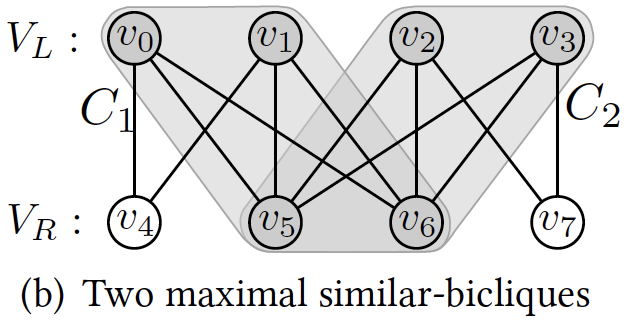 V_L : v_0 v_1 v_2 v_3
C_1 C_2
V_R : v_4 v_5 v_6 v_7
(b) Two maximal similar-bicliques